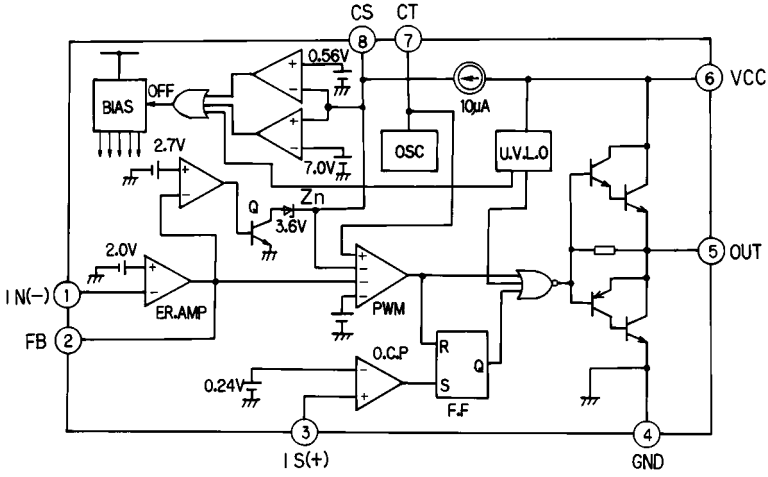 CS CT
8 7
0.56V
6 VCC
10μA
OFF
BIAS
OSC
U.V.L.O
7.0V
2.7V
Zn
Q
3.6V
5 OUT
2.0V
IN(-) 1
ER.AMP
PWM
FB 2
O.C.P
R
Q
S
0.24V
F.F
3
4
IS(+)
GND